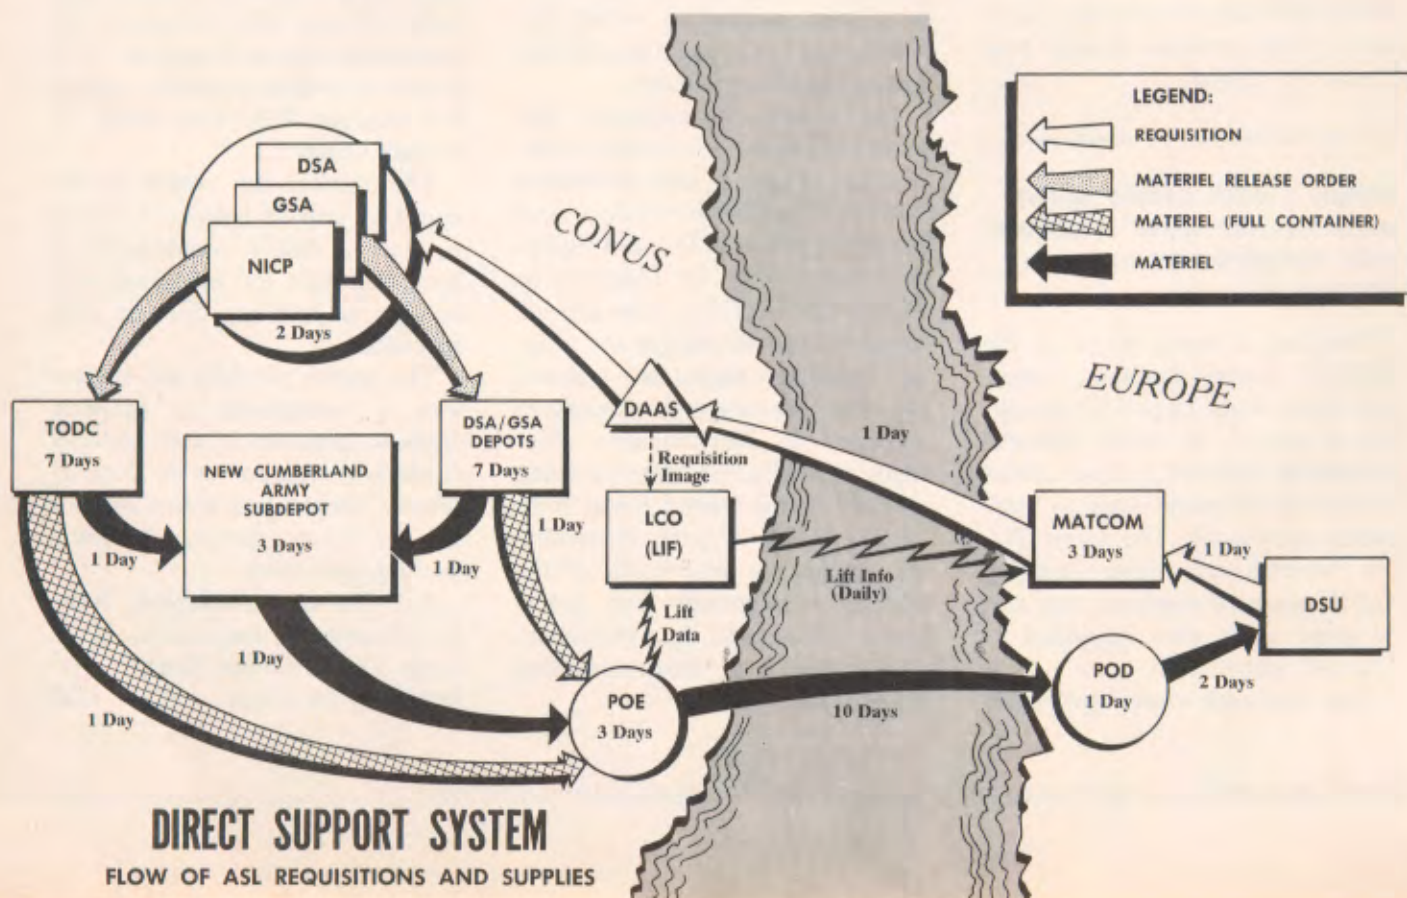 LEGEND:
REQUISITION
MATERIEL RELEASE ORDER
MATERIEL (FULL CONTAINER)
MATERIEL
CONUS
EUROPE
DSA
GSA
NICP
2 Days
TODC
7 Days
NEW CUMBERLAND
ARMY
SUBDEPOT
3 Days
DSA/GSA
DEPOTS
7 Days
DAAS
1 Day
Requisition
Image
LCO
(LIF)
MATCOM
3 Days
1 Day
DSU
Lift Info
(Daily)
1 Day
1 Day
1 Day
Lift
Data
1 Day
1 Day
POE
3 Days
10 Days
POD
1 Day
2 Days
DIRECT SUPPORT SYSTEM
FLOW OF ASL REQUISITIONS AND SUPPLIES